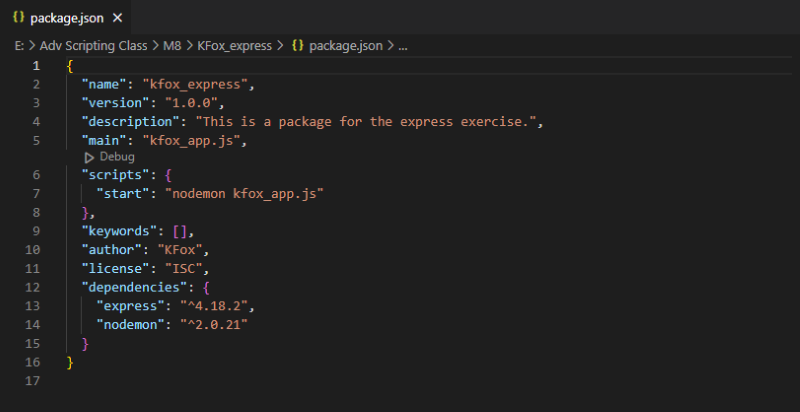 {} package.json ×
E: > Adv Scripting Class > M8 > KFox_express > {} package.json > ...
1 {
2 "name": "kfox_express",
3 "version": "1.0.0",
4 "description": "This is a package for the express exercise.",
5 "main": "kfox_app.js",
Debug
6 "scripts": {
7 "start": "nodemon kfox_app.js"
8 },
9 "keywords": [],
10 "author": "KFox",
11 "license": "ISC",
12 "dependencies": {
13 "express": "^4.18.2",
14 "nodemon": "^2.0.21"
15 }
16 }
17